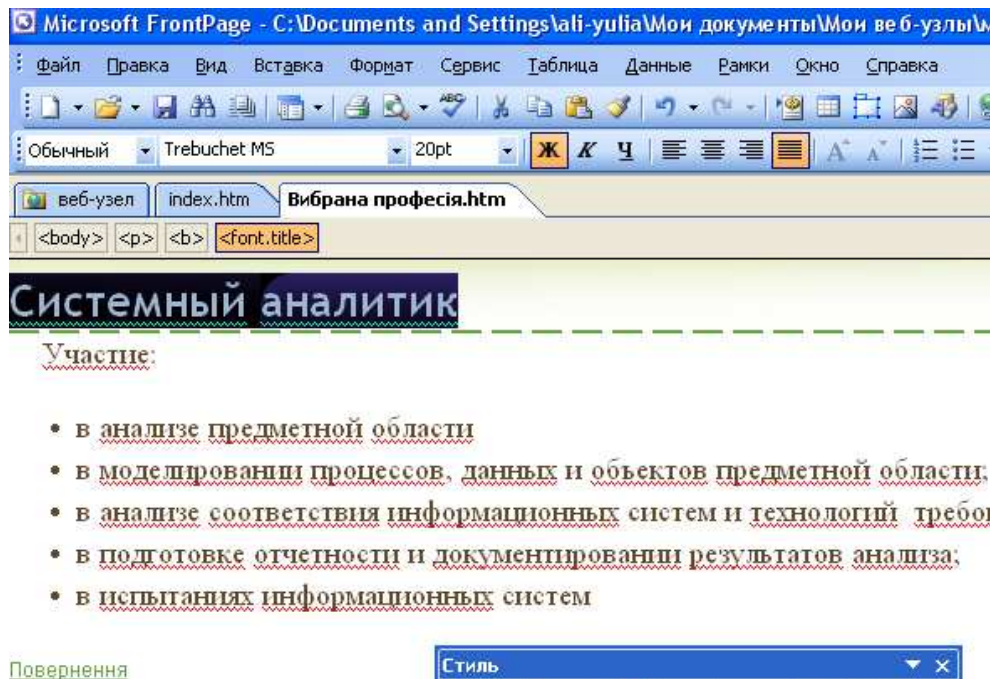 Microsoft FrontPage - C:\Documents and Settings\ali-yulia\Мои документы\Мои веб-узлы\
Файл Правка Вид Вставка Формат Сервис Таблица Данные Рамки Окно Справка
Обычный Trebuchet MS 20pt Ж К Ч
веб-узел index.htm Вибрана професія.htm
<body> <p> <b> <font.title>
Системный аналитик
Участие:
• в анализе предметной области
• в моделировании процессов, данных и объектов предметной области;
• в анализе соответствия информационных систем и технологий требо
• в подготовке отчетности и документировании результатов анализа;
• в испытаниях информационных систем
Повернення
Стиль